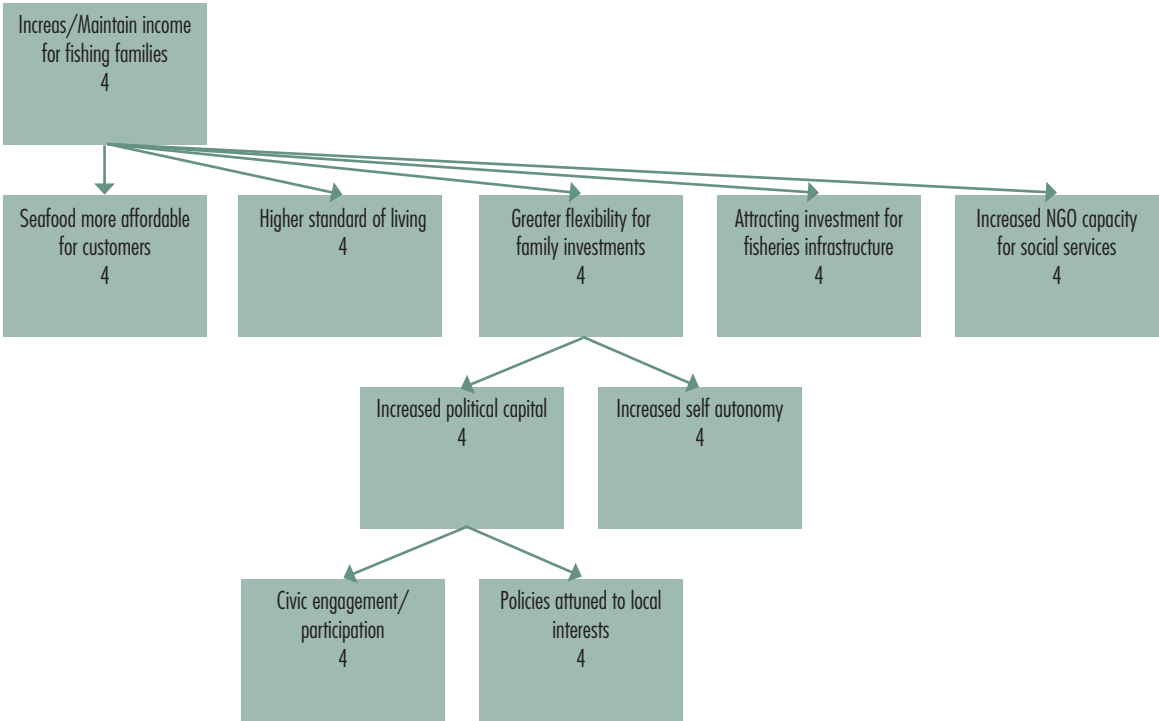 Increas/Maintain income
for fishing families
4
Seafood more affordable
for customers
4
Higher standard of living
4
Greater flexibility for
family investments
4
Attracting investment for
fisheries infrastructure
4
Increased NGO capacity
for social services
4
Increased political capital
4
Increased self autonomy
4
Civic engagement/
participation
4
Policies attuned to local
interests
4